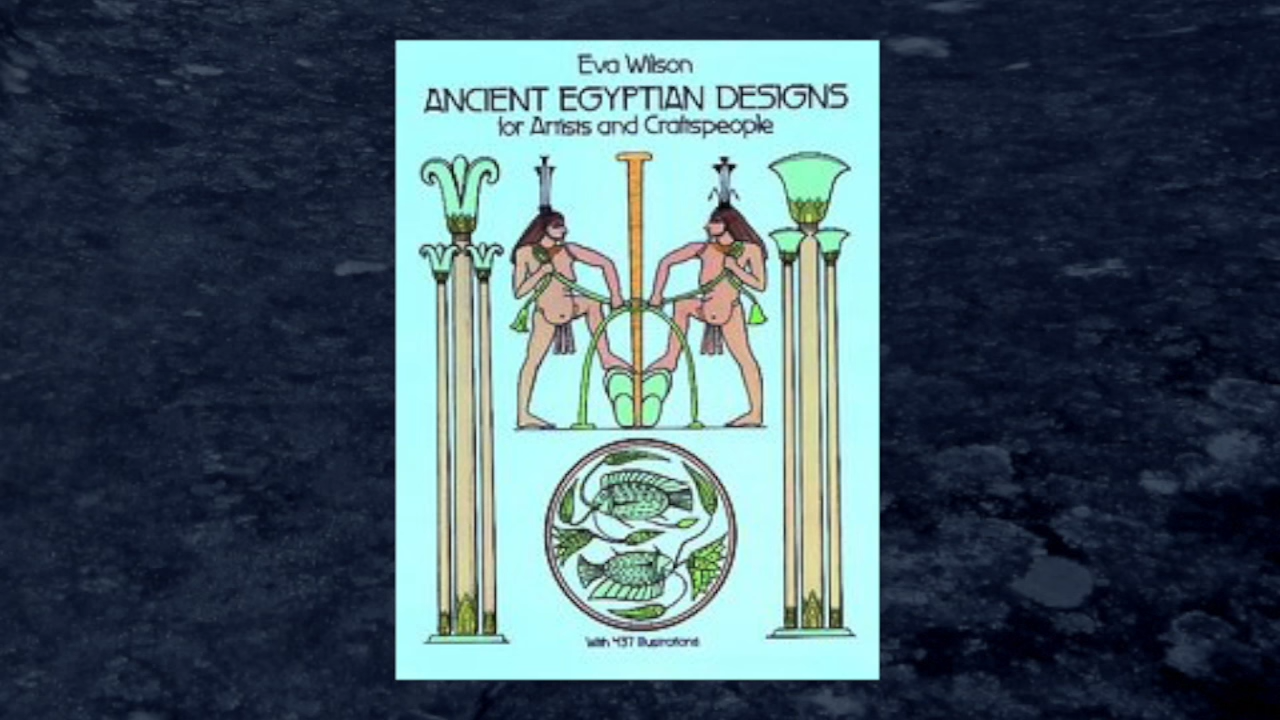 Eva Wilson
ANCIENT EGYPTIAN DESIGNS
for Artists and Craftspeople
With 437 Illustrations